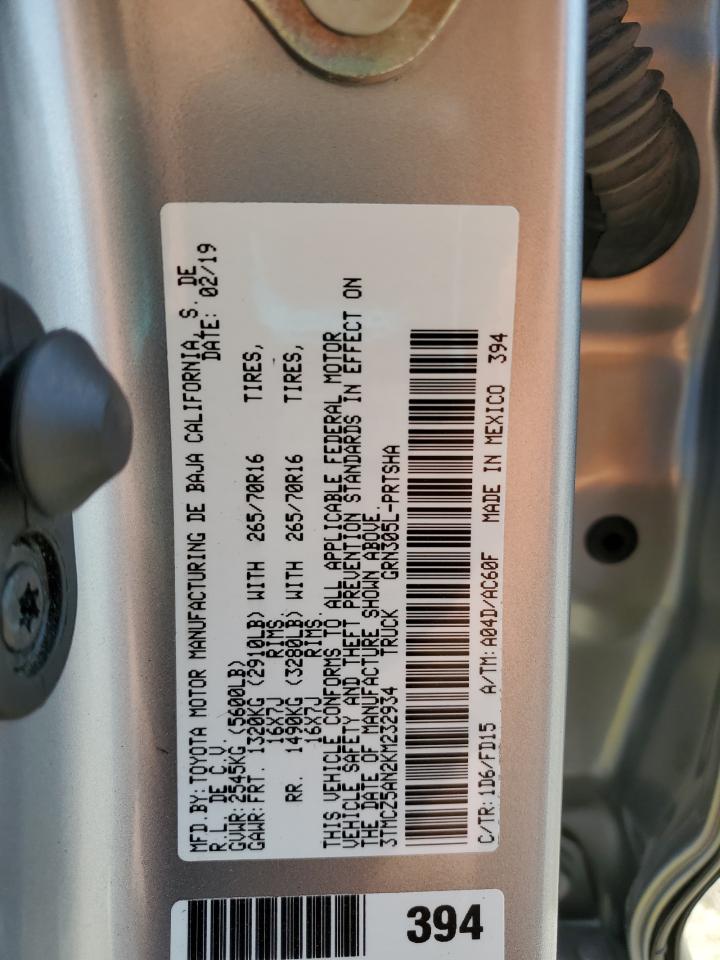 MFD.BY:TOYOTA MOTOR MANUFACTURING DE BAJA CALIFORNIA, S. DE
R.L. DE C.V. DATE: 02/19
GVWR:2545KG (5600LB)
GAWR:FRT. 1320KG (2910LB) WITH 265/70R16 TIRES,
16X7J RIMS
RR. 1490KG (3280LB) WITH 265/70R16 TIRES,
16X7J RIMS.
THIS VEHICLE CONFORMS TO ALL APPLICABLE FEDERAL MOTOR
VEHICLE SAFETY AND THEFT PREVENTION STANDARDS IN EFFECT ON
THE DATE OF MANUFACTURE SHOWN ABOVE.
3TMCZ5AN2KM232934 TRUCK GRN305L-PRTSHA
C/TR:1D6/FD15 A/TM:A04D/AC60F MADE IN MEXICO 394
394